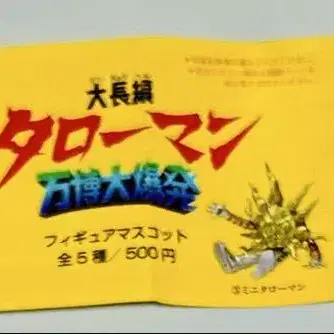 大長編
タローマン
万博大爆発
フィギュアマスコット
全5種/500円
③ミニタローマン